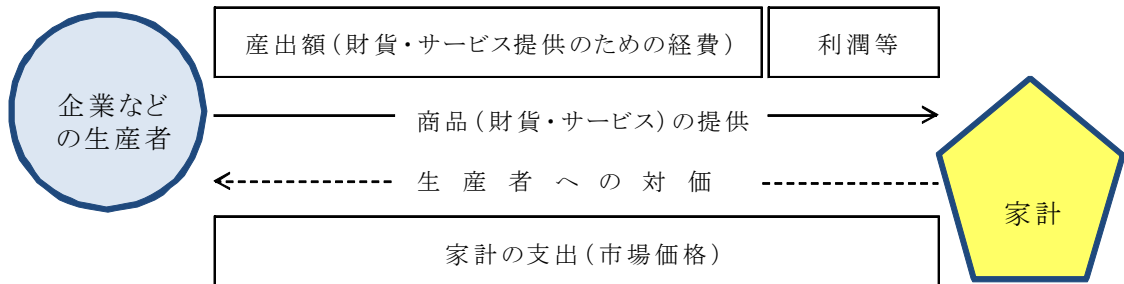 産出額(財貨・サービス提供のための経費)
利潤等
企業など
の生産者
商品(財貨・サービス)の提供
生産者への対価
家計
家計の支出(市場価格)